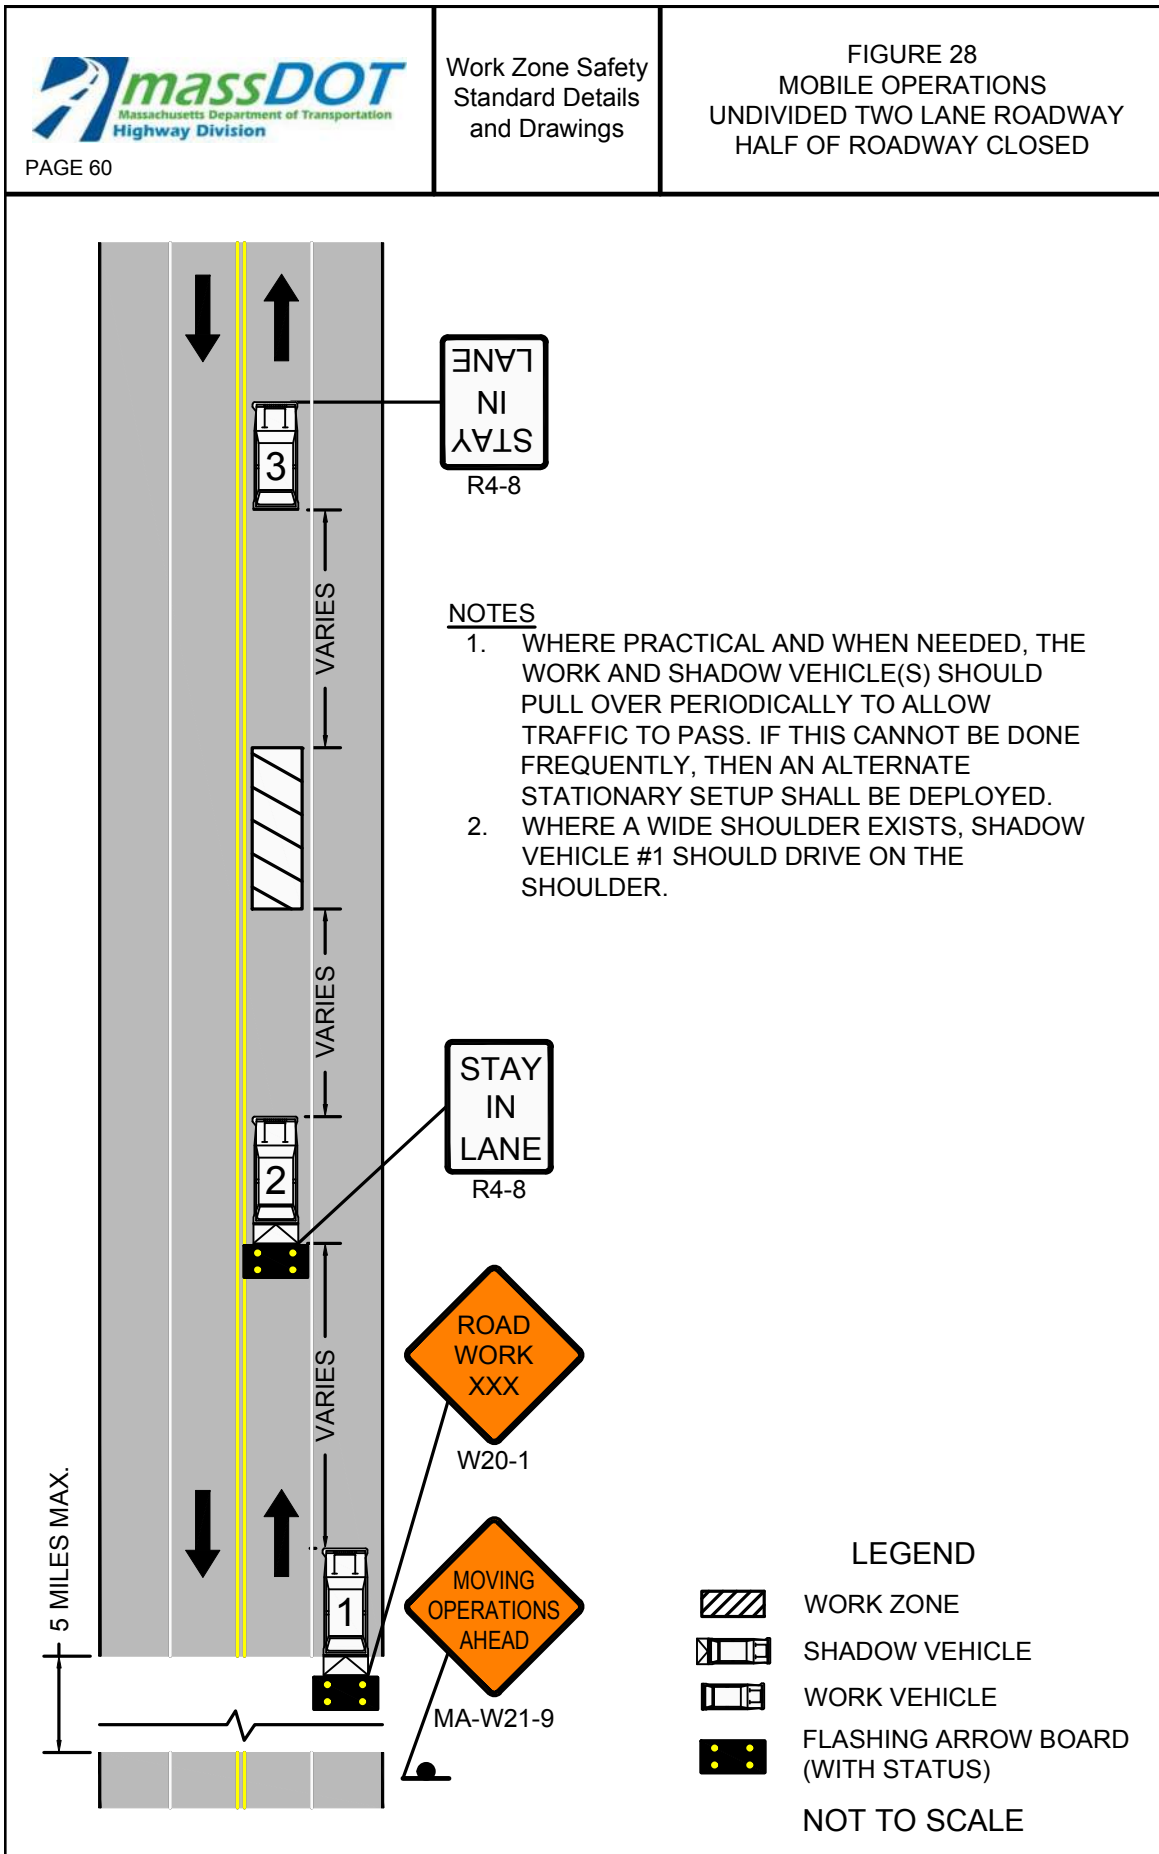 massDOT
Massachusetts Department of Transportation
Highway Division
PAGE 60
Work Zone Safety
Standard Details
and Drawings
FIGURE 28
MOBILE OPERATIONS
UNDIVIDED TWO LANE ROADWAY
HALF OF ROADWAY CLOSED
STAY
IN
LANE
R4-8
3
VARIES
NOTES
1. WHERE PRACTICAL AND WHEN NEEDED, THE
WORK AND SHADOW VEHICLE(S) SHOULD
PULL OVER PERIODICALLY TO ALLOW
TRAFFIC TO PASS. IF THIS CANNOT BE DONE
FREQUENTLY, THEN AN ALTERNATE
STATIONARY SETUP SHALL BE DEPLOYED.
2. WHERE A WIDE SHOULDER EXISTS, SHADOW
VEHICLE #1 SHOULD DRIVE ON THE
SHOULDER.
VARIES
STAY
IN
LANE
R4-8
2
VARIES
ROAD
WORK
XXX
W20-1
5 MILES MAX.
1
MOVING
OPERATIONS
AHEAD
MA-W21-9
LEGEND
WORK ZONE
SHADOW VEHICLE
WORK VEHICLE
FLASHING ARROW BOARD
(WITH STATUS)
NOT TO SCALE